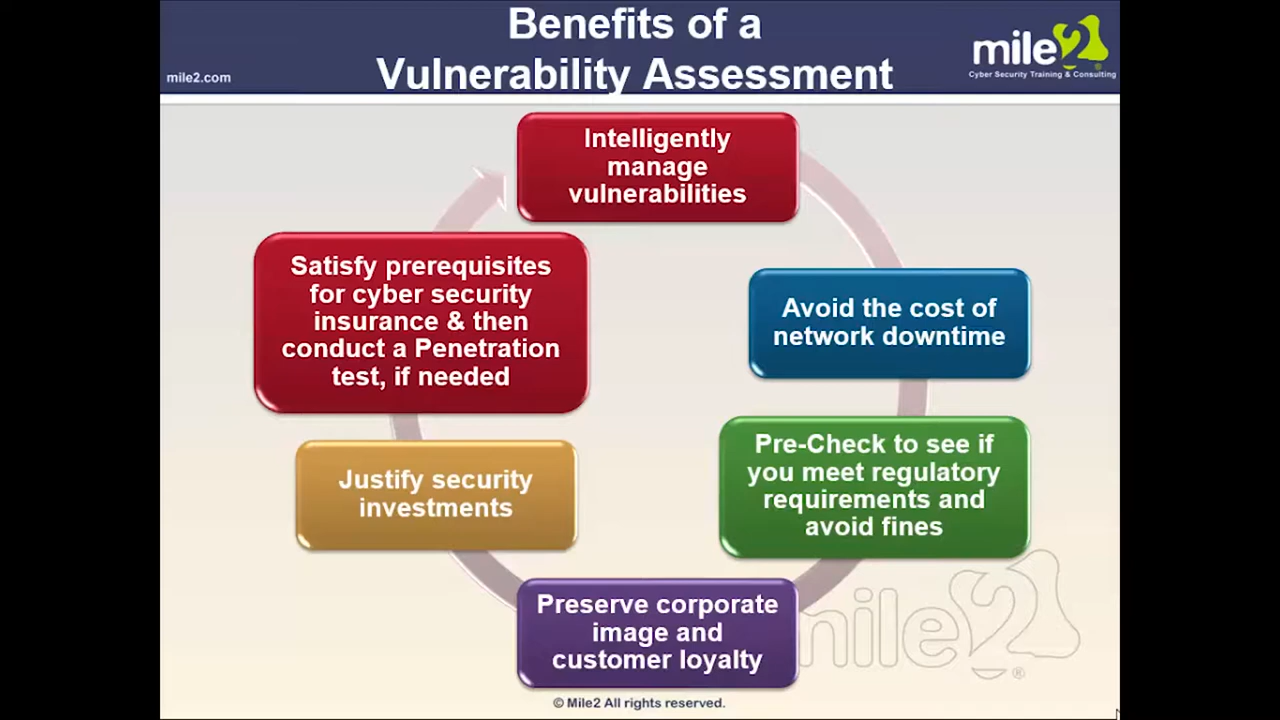 Benefits of a
Vulnerability Assessment
mile2.com
mile2
Cyber Security Training & Consulting
Intelligently
manage
vulnerabilities
Avoid the cost of
network downtime
Pre-Check to see if
you meet regulatory
requirements and
avoid fines
Preserve corporate
image and
customer loyalty
Justify security
investments
Satisfy prerequisites
for cyber security
insurance & then
conduct a Penetration
test, if needed
mile2®
© Mile2 All rights reserved.